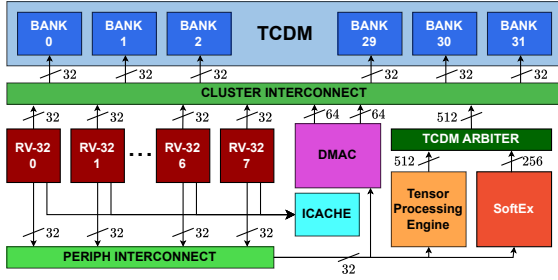 TCDM
BANK 0
BANK 1
BANK 2
BANK 29
BANK 30
BANK 31
32 32 32 32 32 32
CLUSTER INTERCONNECT
32 32 32 32 64 64 512
RV-32 0
RV-32 1
...
RV-32 6
RV-32 7
DMAC
TCDM ARBITER
512 256
ICACHE
Tensor
Processing
Engine
SoftEx
32 32 32 32
PERIPH INTERCONNECT
32